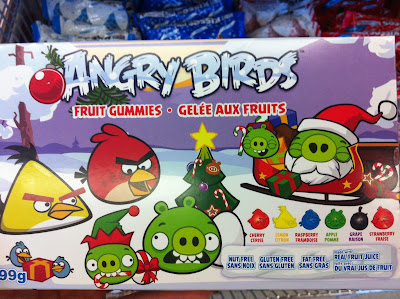 ANGRY BIRDS
FRUIT GUMMIES • GELÉE AUX FRUITS
CHERRY CERISE
LEMON CITRON
RASPBERRY FRAMBOISE
APPLE POMME
GRAPE RAISIN
STRAWBERRY FRAISE
NUT FREE
SANS NOIX
GLUTEN FREE
SANS GLUTEN
FAT FREE
SANS GRAS
REAL FRUIT JUICE
DU VRAI JUS DE FRUIT
99g